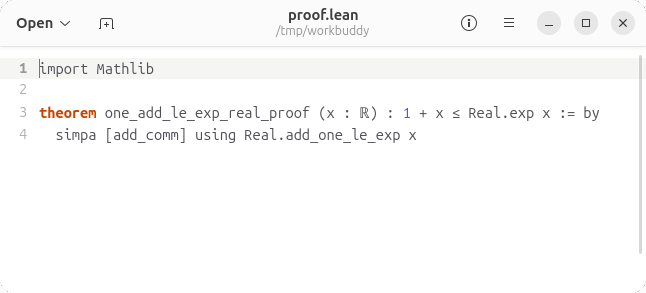 Open
proof.lean
/tmp/workbuddy
1 import Mathlib
2
3 theorem one_add_le_exp_real_proof (x : ℝ) : 1 + x ≤ Real.exp x := by
4   simpa [add_comm] using Real.add_one_le_exp x